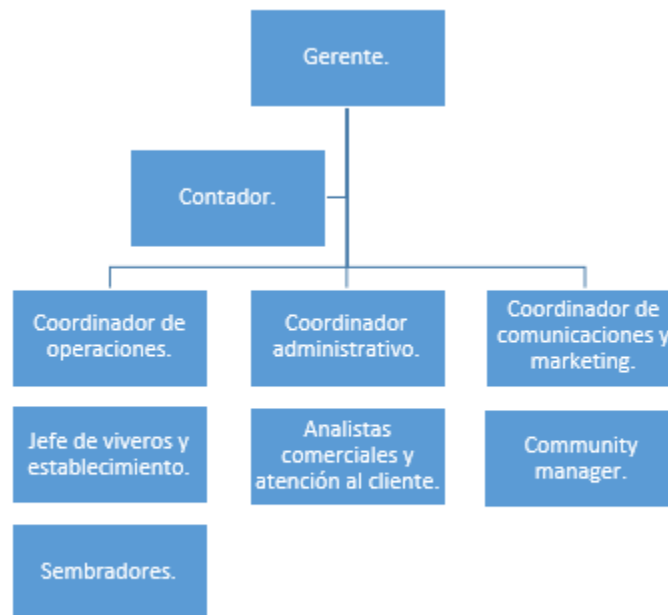 Gerente.
Contador.
Coordinador de
operaciones.
Coordinador
administrativo.
Coordinador de
comunicaciones y
marketing.
Jefe de viveros y
establecimiento.
Analistas
comerciales y
atención al cliente.
Community
manager.
Sembradores.